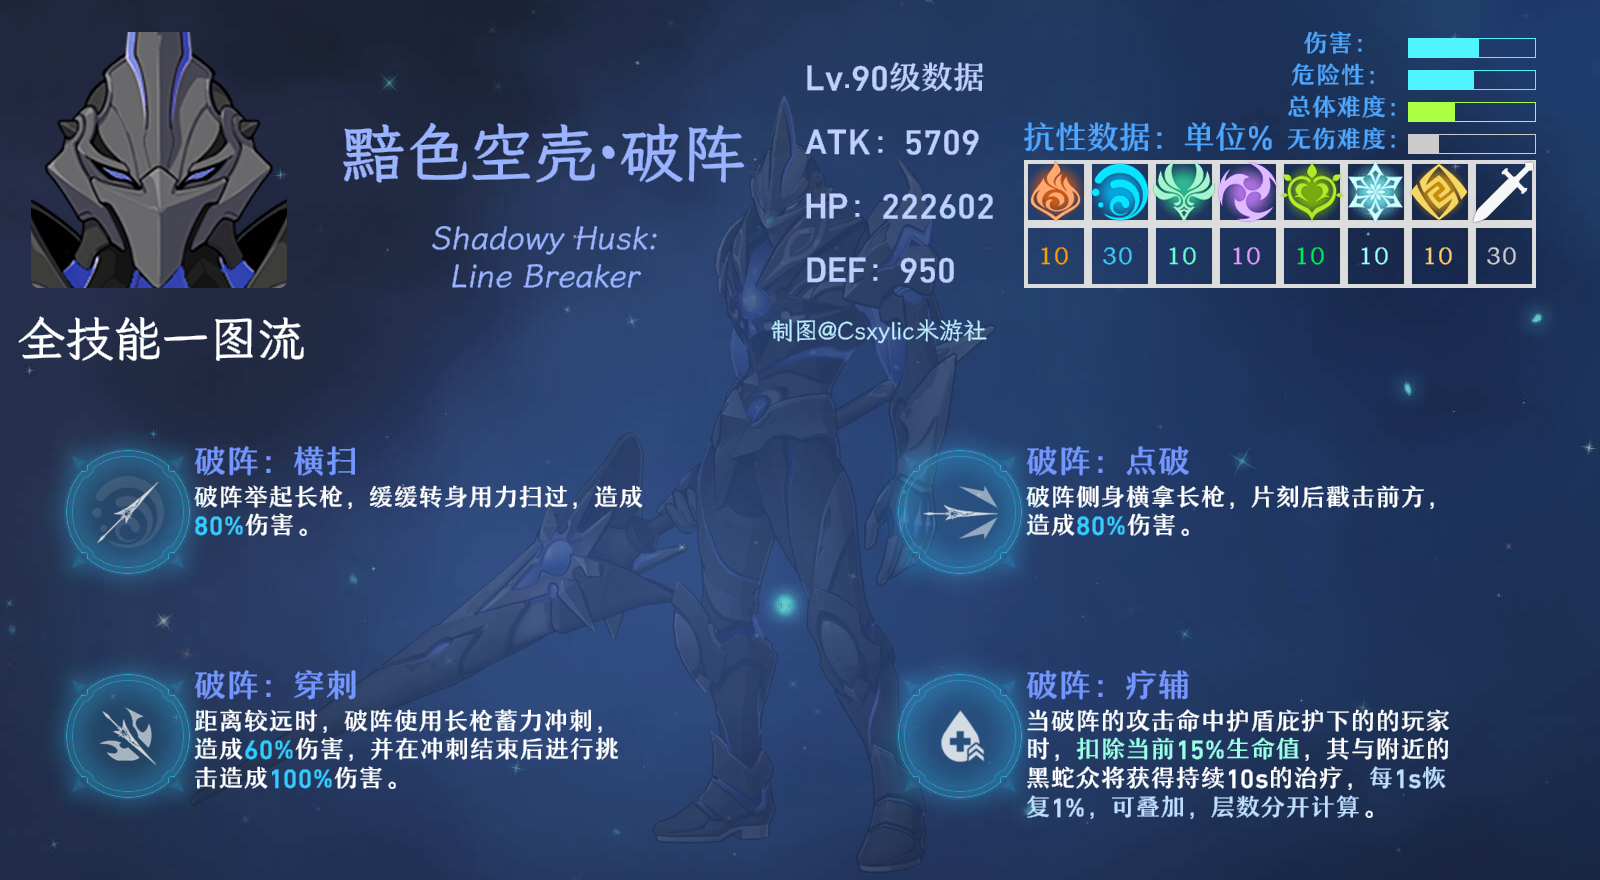 全技能一图流
黯色空壳·破阵
Shadowy Husk:
Line Breaker
Lv.90级数据
ATK：5709
HP：222602
DEF：950
制图@Csxylic米游社
伤害：
危险性：
总体难度：
无伤难度：
抗性数据：单位%
10 30 10 10 10 10 10 30
破阵：横扫
破阵举起长枪，缓缓转身用力扫过，造成
80%伤害。
破阵：点破
破阵侧身横拿长枪，片刻后戳击前方，
造成80%伤害。
破阵：穿刺
距离较远时，破阵使用长枪蓄力冲刺，
造成60%伤害，并在冲刺结束后进行挑
击造成100%伤害。
破阵：疗辅
当破阵的攻击命中护盾庇护下的的玩家
时，扣除当前15%生命值，其与附近的
黑蛇众将获得持续10s的治疗，每1s恢
复1%，可叠加，层数分开计算。